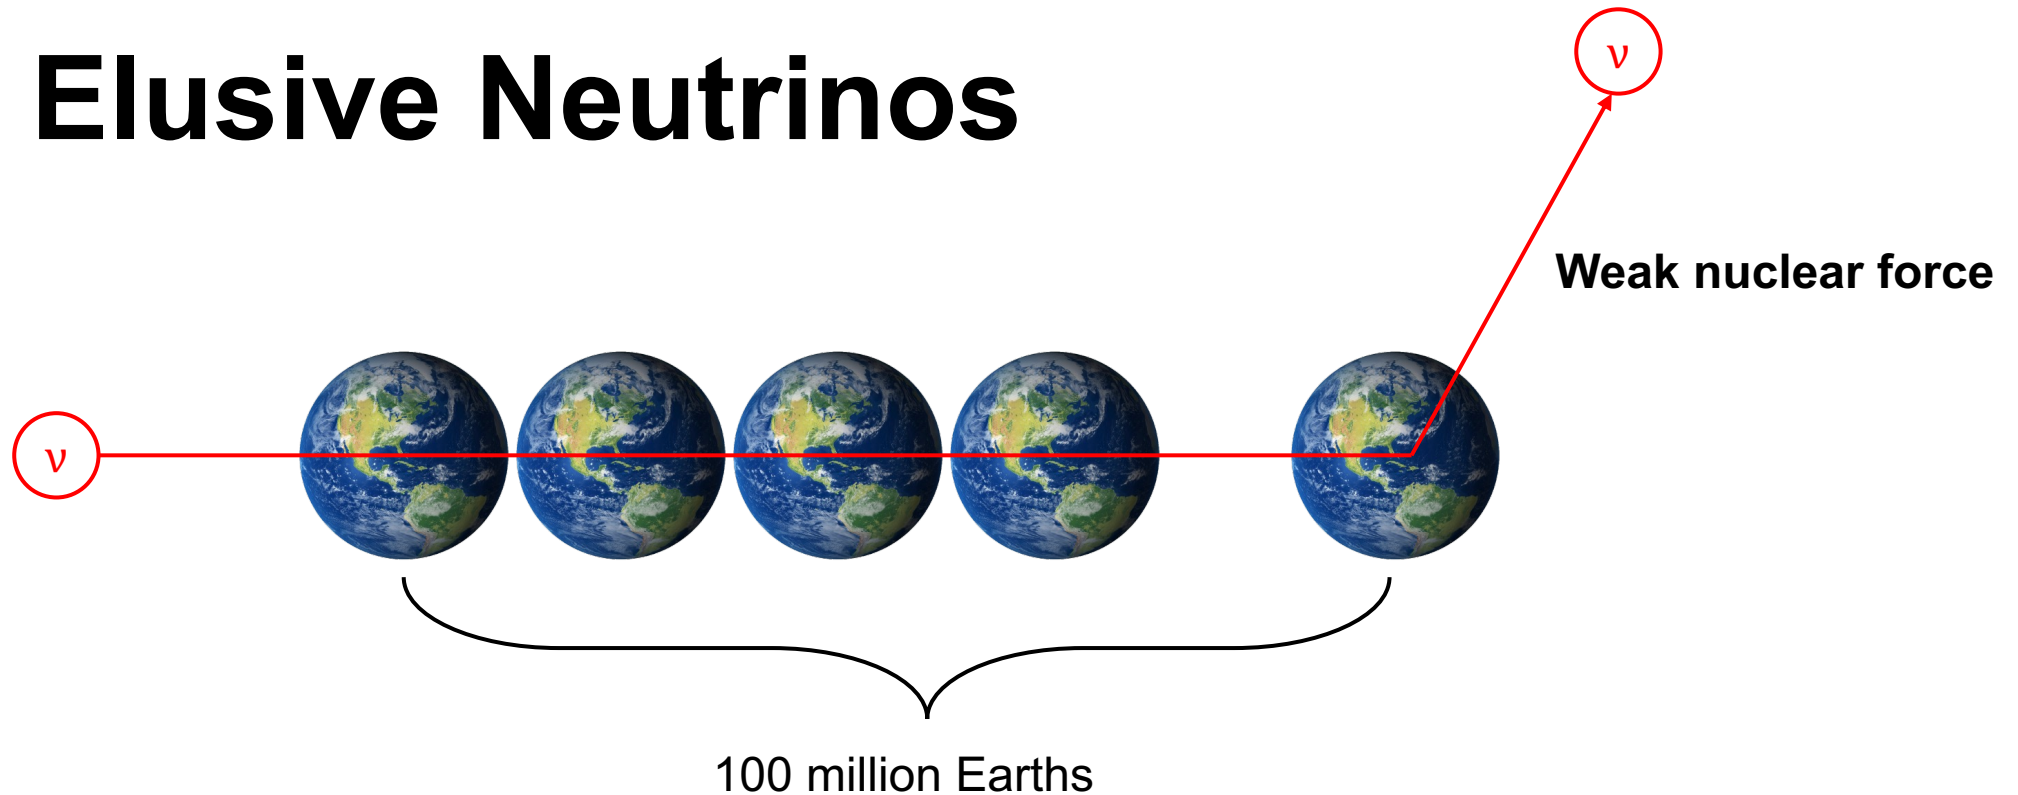 Elusive Neutrinos
ν
Weak nuclear force
ν
100 million Earths